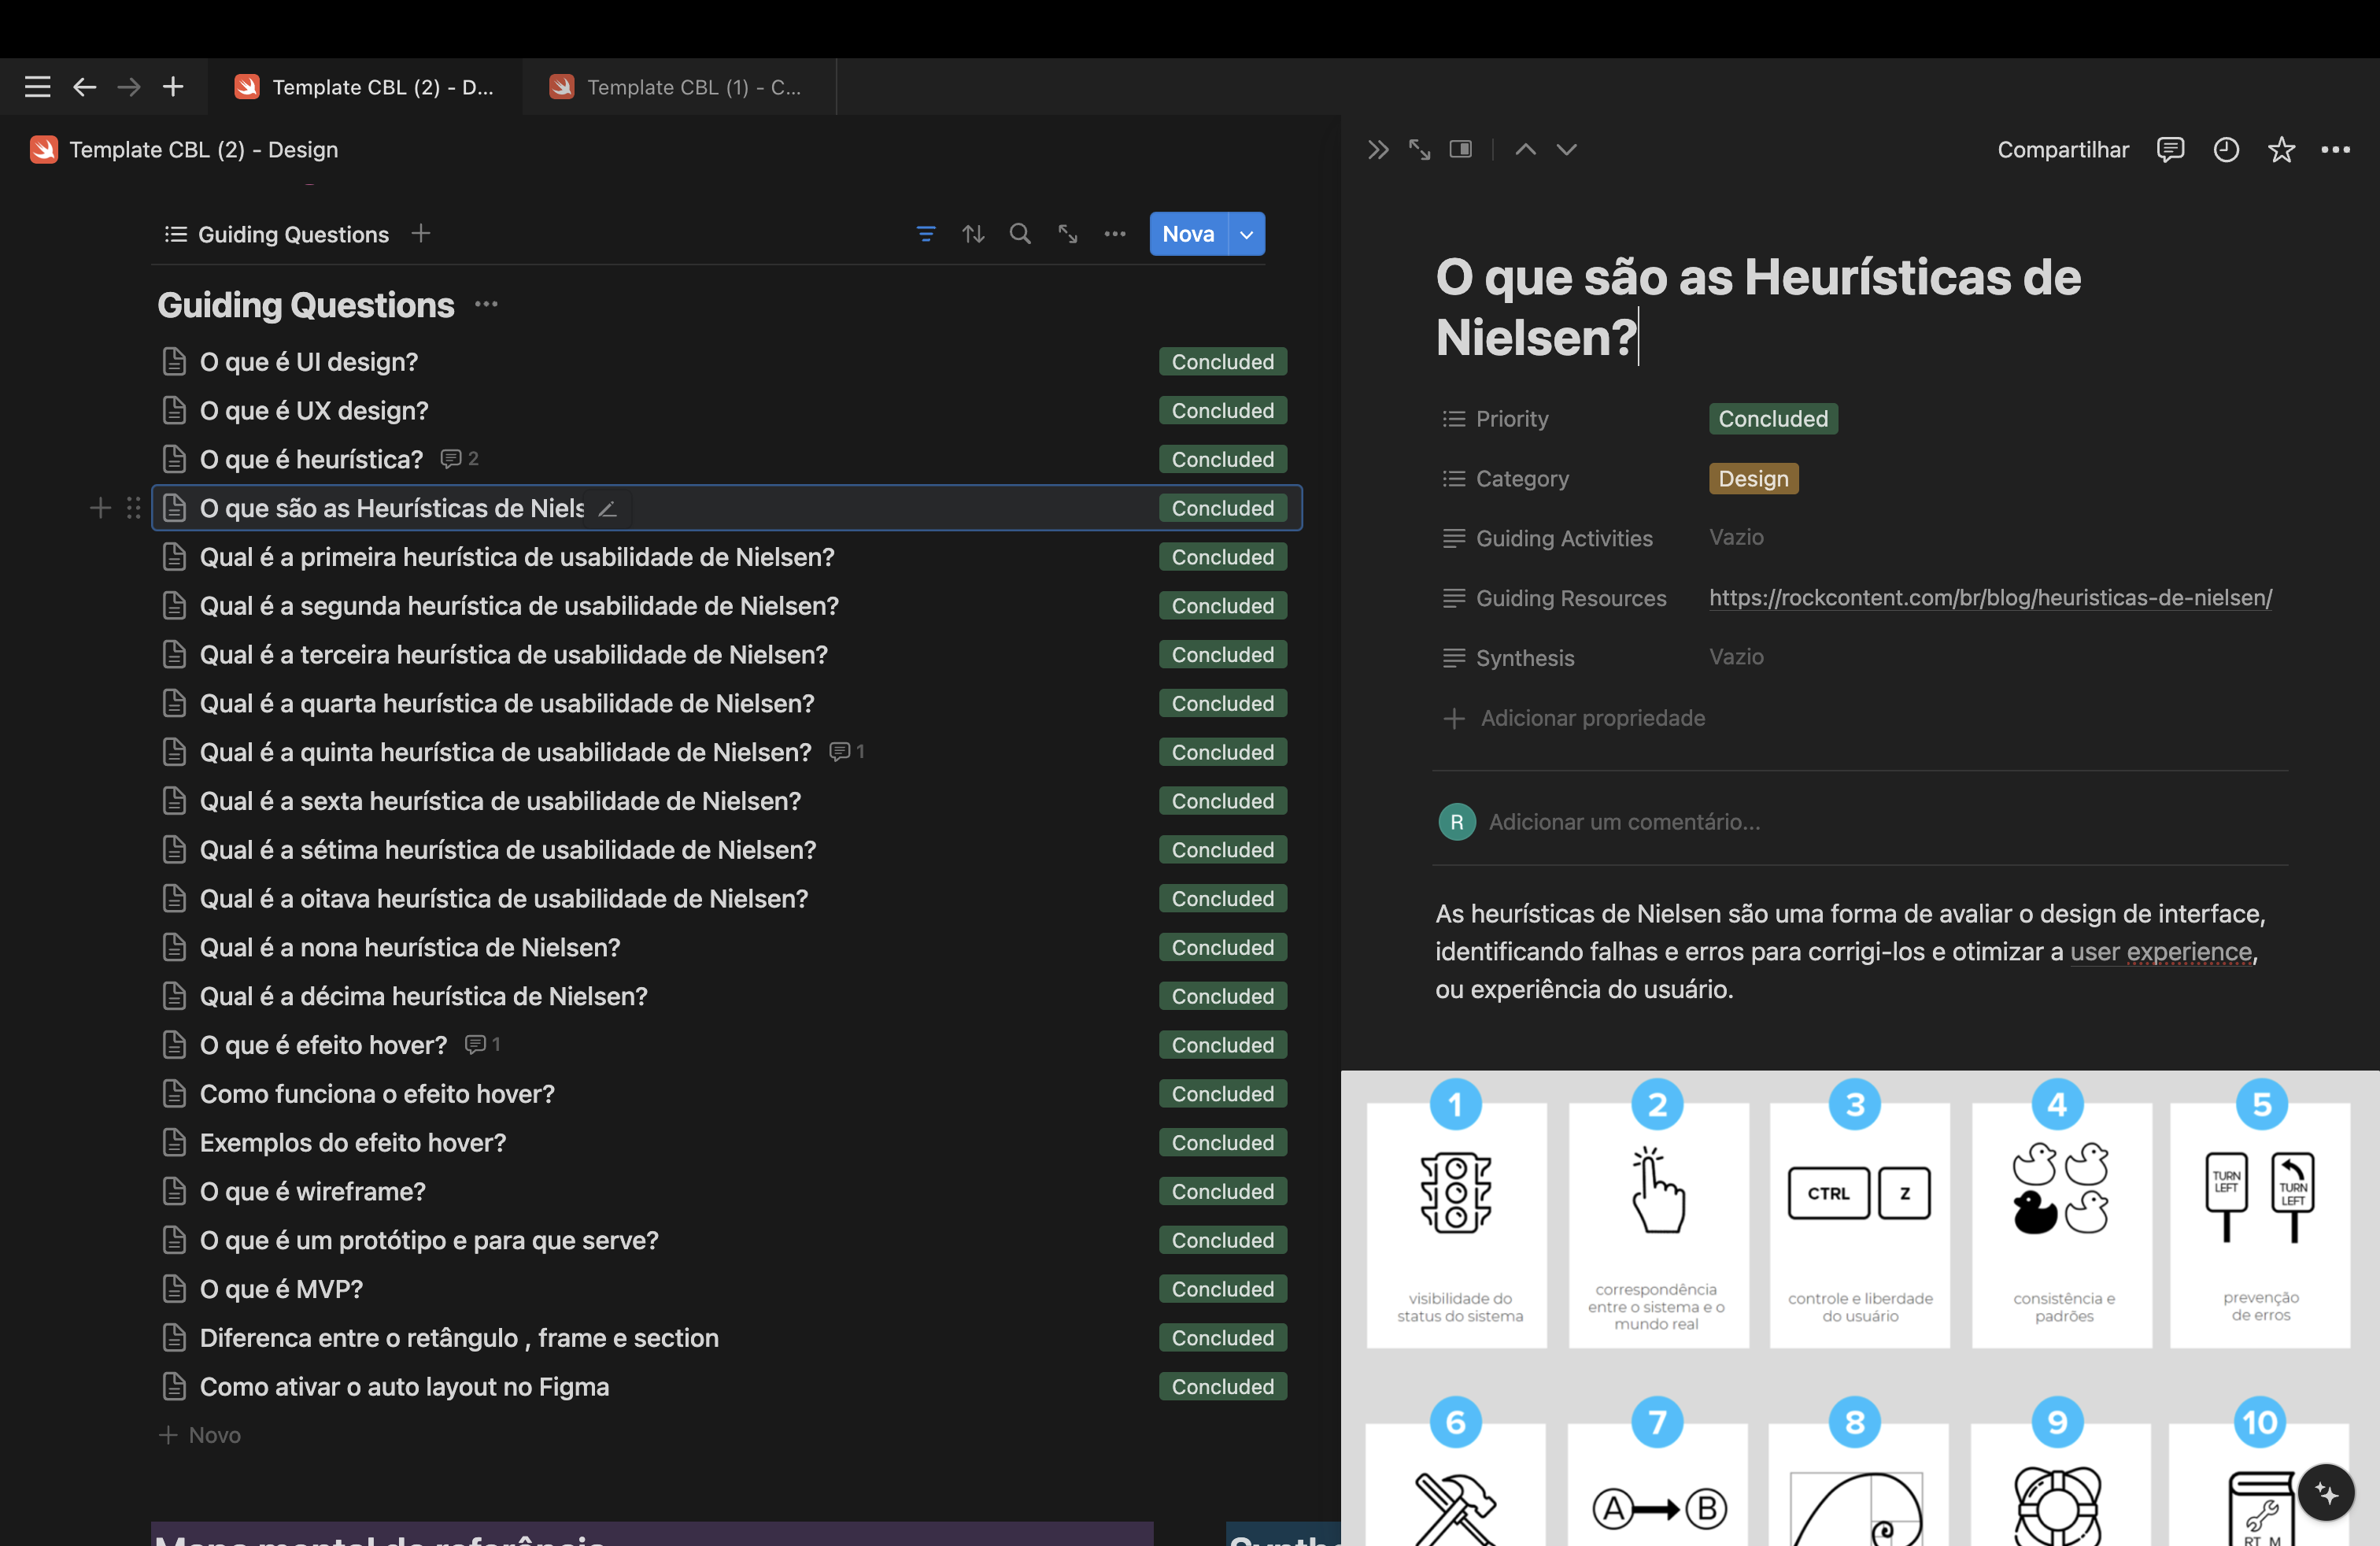 Template CBL (2) - D...
Template CBL (1) - C...
Template CBL (2) - Design
Compartilhar
Guiding Questions
Nova
Guiding Questions
O que é UI design?
Concluded
O que é UX design?
Concluded
O que é heurística?
2
Concluded
O que são as Heurísticas de Niels
Concluded
Qual é a primeira heurística de usabilidade de Nielsen?
Concluded
Qual é a segunda heurística de usabilidade de Nielsen?
Concluded
Qual é a terceira heurística de usabilidade de Nielsen?
Concluded
Qual é a quarta heurística de usabilidade de Nielsen?
Concluded
Qual é a quinta heurística de usabilidade de Nielsen?
1
Concluded
Qual é a sexta heurística de usabilidade de Nielsen?
Concluded
Qual é a sétima heurística de usabilidade de Nielsen?
Concluded
Qual é a oitava heurística de usabilidade de Nielsen?
Concluded
Qual é a nona heurística de Nielsen?
Concluded
Qual é a décima heurística de Nielsen?
Concluded
O que é efeito hover?
1
Concluded
Como funciona o efeito hover?
Concluded
Exemplos do efeito hover?
Concluded
O que é wireframe?
Concluded
O que é um protótipo e para que serve?
Concluded
O que é MVP?
Concluded
Diferenca entre o retângulo , frame e section
Concluded
Como ativar o auto layout no Figma
Concluded
Novo
O que são as Heurísticas de
Nielsen?
Priority
Concluded
Category
Design
Guiding Activities
Vazio
Guiding Resources
https://rockcontent.com/br/blog/heuristicas-de-nielsen/
Synthesis
Vazio
Adicionar propriedade
R
Adicionar um comentário...
As heurísticas de Nielsen são uma forma de avaliar o design de interface,
identificando falhas e erros para corrigi-los e otimizar a user experience,
ou experiência do usuário.
1
visibilidade do
status do sistema
2
correspondência
entre o sistema e o
mundo real
3
CTRL
Z
controle e liberdade
do usuário
4
consistência e
padrões
5
TURN
LEFT
TURN
LEFT
prevenção
de erros
6
7
A
B
8
9
10